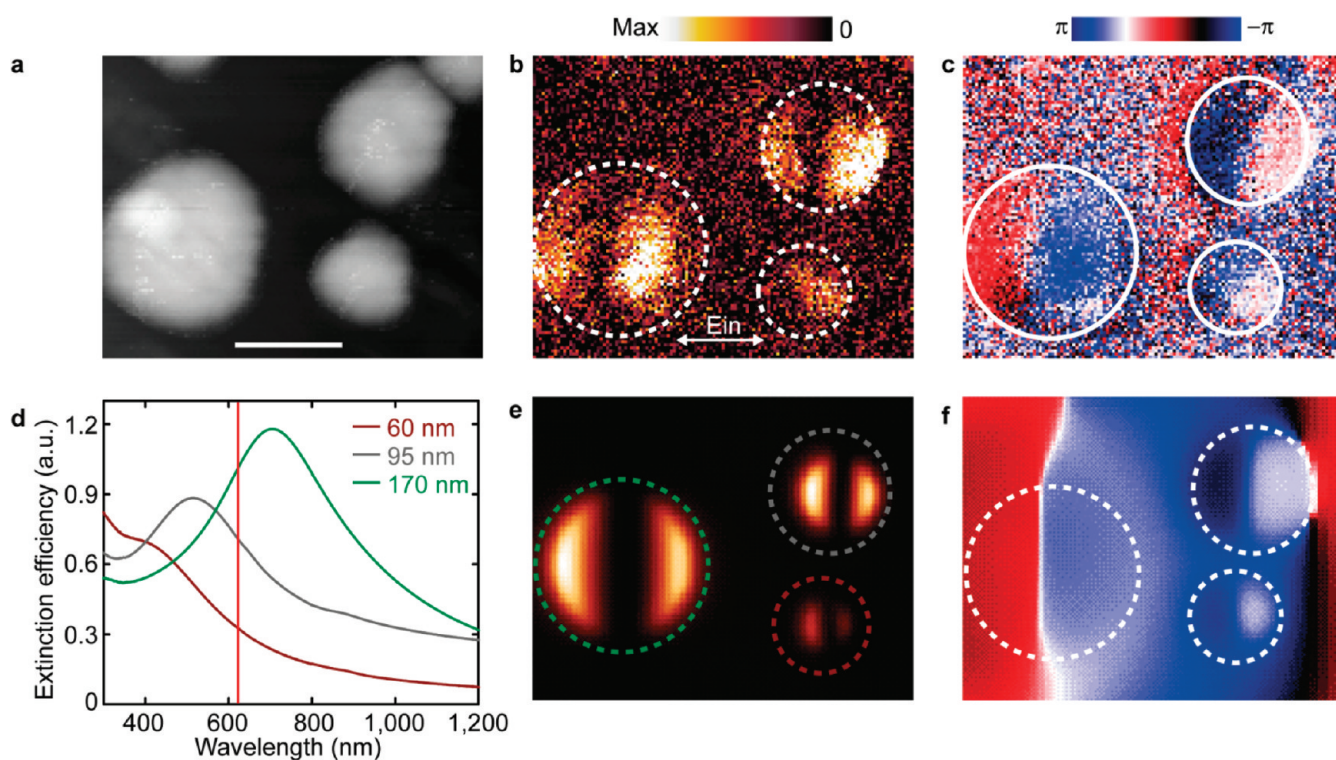 Max 0
π −π
a
b
c
Ein
d
e
f
Extinction efficiency (a.u.)
1.2
0.9
0.6
0.3
0
60 nm
95 nm
170 nm
400 600 800 1,000 1,200
Wavelength (nm)